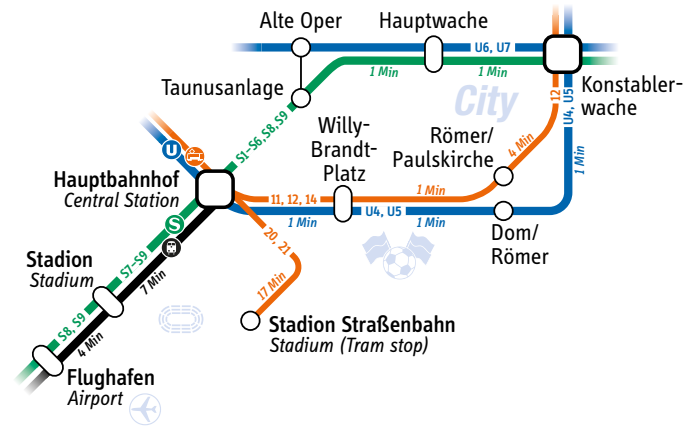 Alte Oper
Hauptwache
U6, U7
1 Min
1 Min
Taunusanlage
Konstabler-
wache
City
12
U4, U5
S1–S6, S8, S9
Willy-
Brandt-
Platz
Römer/
Paulskirche
4 Min
1 Min
U
Hauptbahnhof
Central Station
11, 12, 14
1 Min
U4, U5
1 Min
1 Min
Dom/
Römer
S
20, 21
S7–S9
7 Min
Stadion
Stadium
17 Min
Stadion Straßenbahn
Stadium (Tram stop)
S8, S9
4 Min
Flughafen
Airport